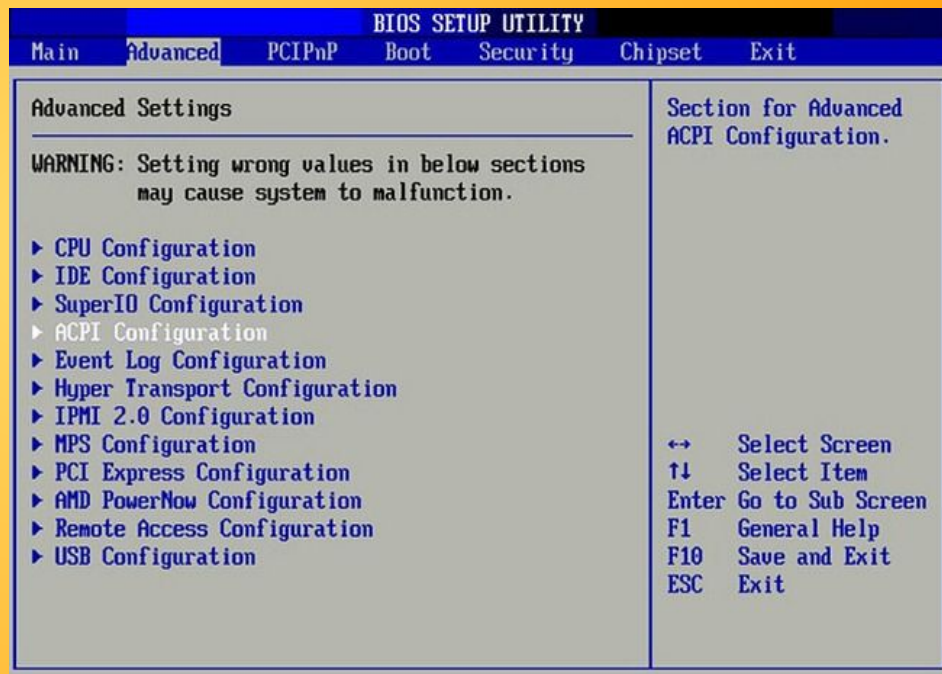 BIOS SETUP UTILITY
Main Advanced PCIPnP Boot Security Chipset Exit
Advanced Settings
WARNING: Setting wrong values in below sections
may cause system to malfunction.
▶ CPU Configuration
▶ IDE Configuration
▶ SuperIO Configuration
▶ ACPI Configuration
▶ Event Log Configuration
▶ Hyper Transport Configuration
▶ IPMI 2.0 Configuration
▶ MPS Configuration
▶ PCI Express Configuration
▶ AMD PowerNow Configuration
▶ Remote Access Configuration
▶ USB Configuration
Section for Advanced
ACPI Configuration.
↔ Select Screen
↑↓ Select Item
Enter Go to Sub Screen
F1 General Help
F10 Save and Exit
ESC Exit